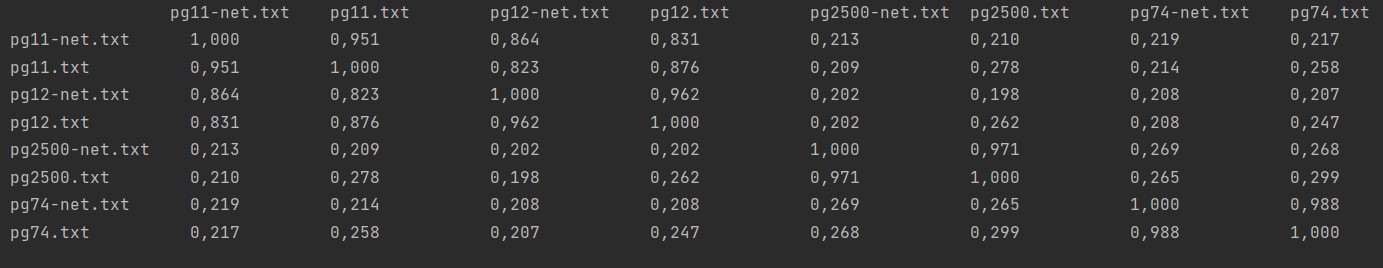 pg11-net.txt pg11.txt pg12-net.txt pg12.txt pg2500-net.txt pg2500.txt pg74-net.txt pg74.txt
pg11-net.txt 1,000 0,951 0,864 0,831 0,213 0,210 0,219 0,217
pg11.txt 0,951 1,000 0,823 0,876 0,209 0,278 0,214 0,258
pg12-net.txt 0,864 0,823 1,000 0,962 0,202 0,198 0,208 0,207
pg12.txt 0,831 0,876 0,962 1,000 0,202 0,262 0,208 0,247
pg2500-net.txt 0,213 0,209 0,202 0,202 1,000 0,971 0,269 0,268
pg2500.txt 0,210 0,278 0,198 0,262 0,971 1,000 0,265 0,299
pg74-net.txt 0,219 0,214 0,208 0,208 0,269 0,265 1,000 0,988
pg74.txt 0,217 0,258 0,207 0,247 0,268 0,299 0,988 1,000